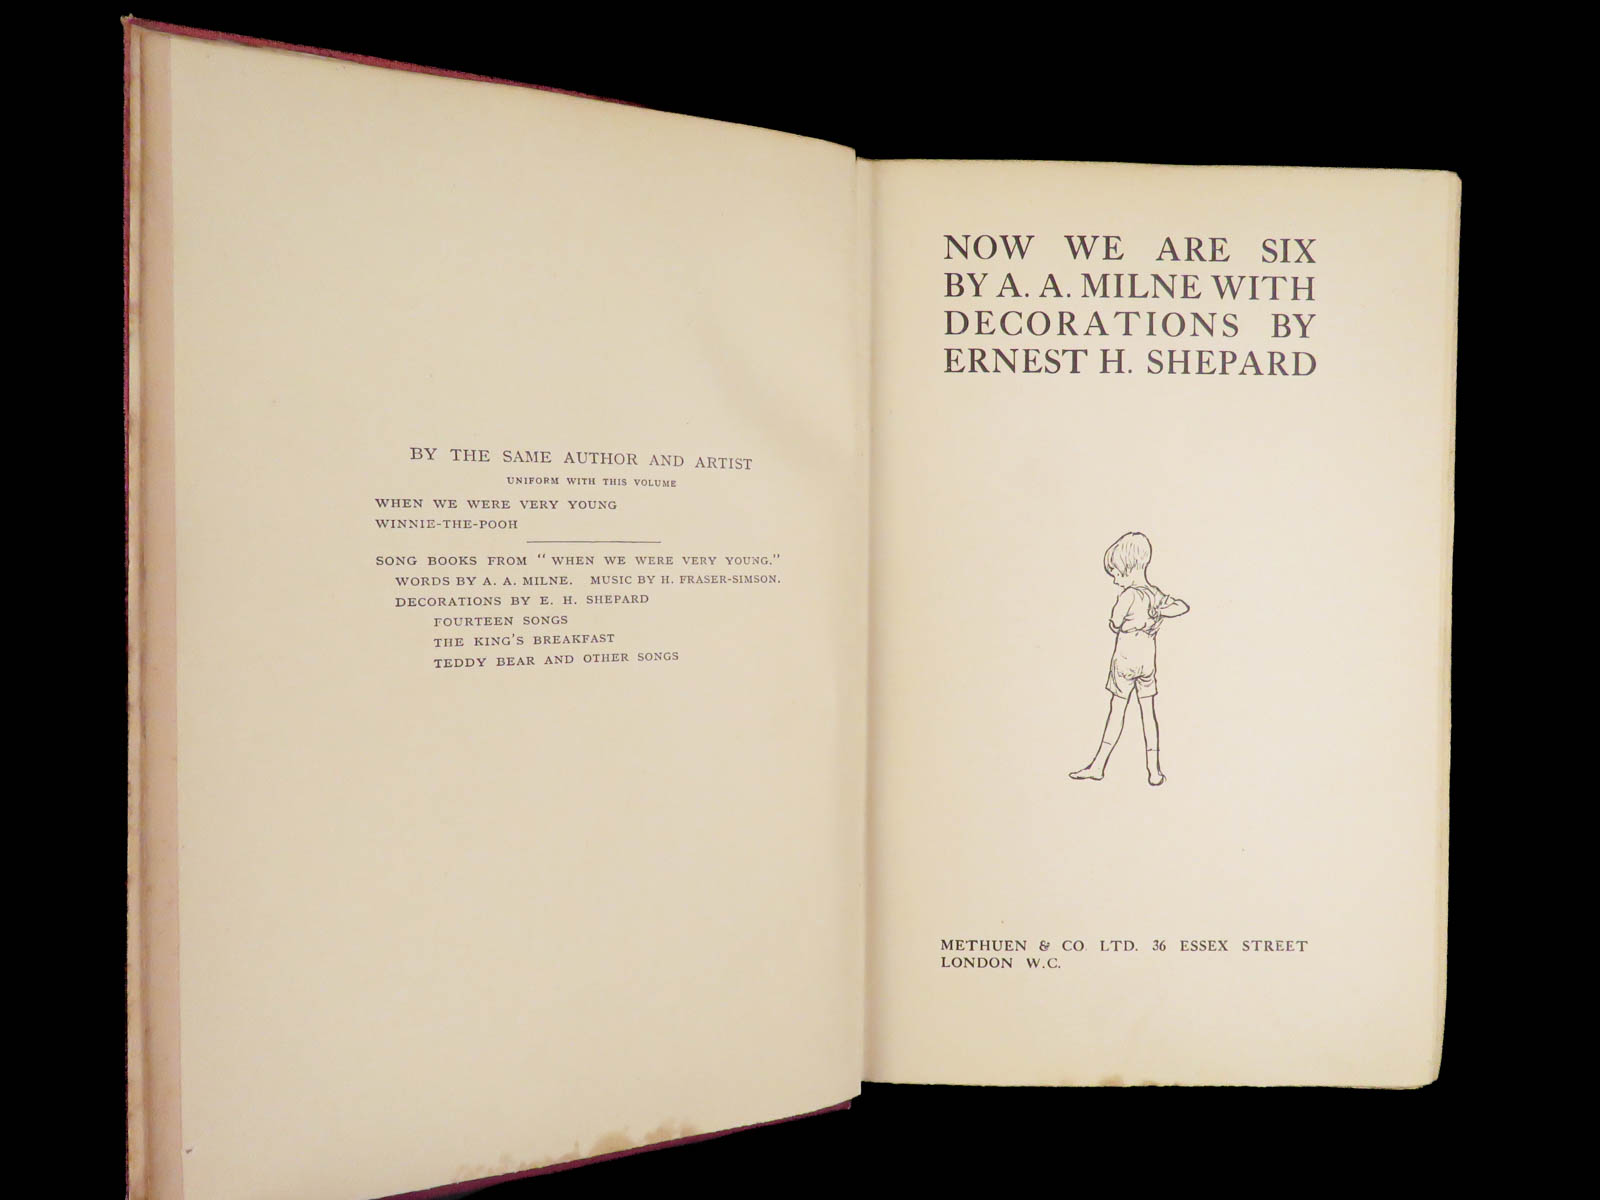 BY THE SAME AUTHOR AND ARTIST
UNIFORM WITH THIS VOLUME
WHEN WE WERE VERY YOUNG
WINNIE-THE-POOH
SONG BOOKS FROM "WHEN WE WERE VERY YOUNG."
WORDS BY A. A. MILNE. MUSIC BY H. FRASER-SIMSON.
DECORATIONS BY E. H. SHEPARD
FOURTEEN SONGS
THE KING'S BREAKFAST
TEDDY BEAR AND OTHER SONGS
NOW WE ARE SIX
BY A. A. MILNE WITH
DECORATIONS BY
ERNEST H. SHEPARD
METHUEN & CO. LTD. 36 ESSEX STREET
LONDON W.C.